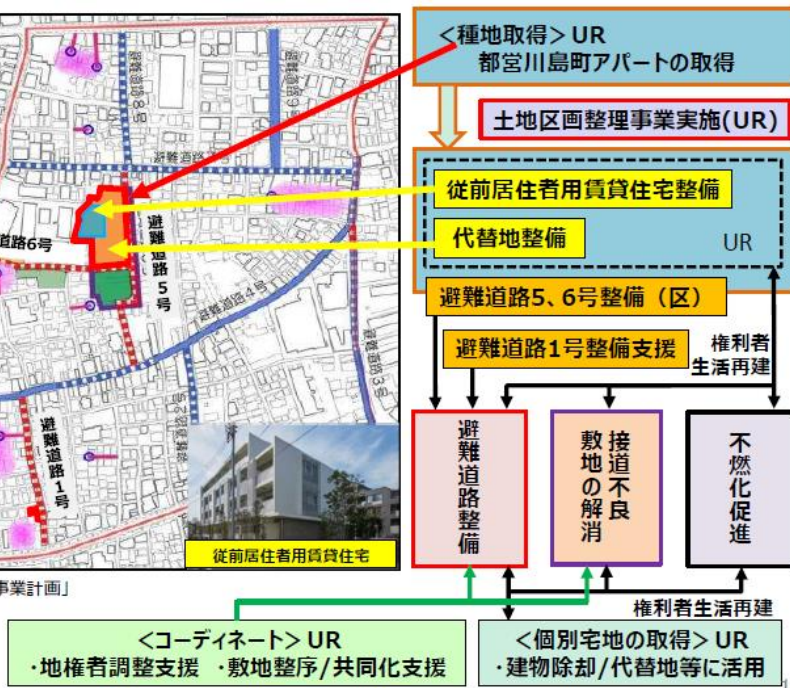 <種地取得>UR
都営川島町アパートの取得
土地区画整理事業実施(UR)
従前居住者用賃貸住宅整備
代替地整備
UR
避難道路5、6号整備（区）
避難道路1号整備支援
権利者
生活再建
避難道路整備
接道不良
敷地の解消
不燃化促進
権利者生活再建
避難道路8号
避難道路9号
道路6号
避難道路5号
避難道路4号
避難道路3号
避難道路2号
避難道路1号
従前居住者用賃貸住宅
事業計画」
<コーディネート>UR
･地権者調整支援 ･敷地整序/共同化支援
<個別宅地の取得>UR
･建物除却/代替地等に活用